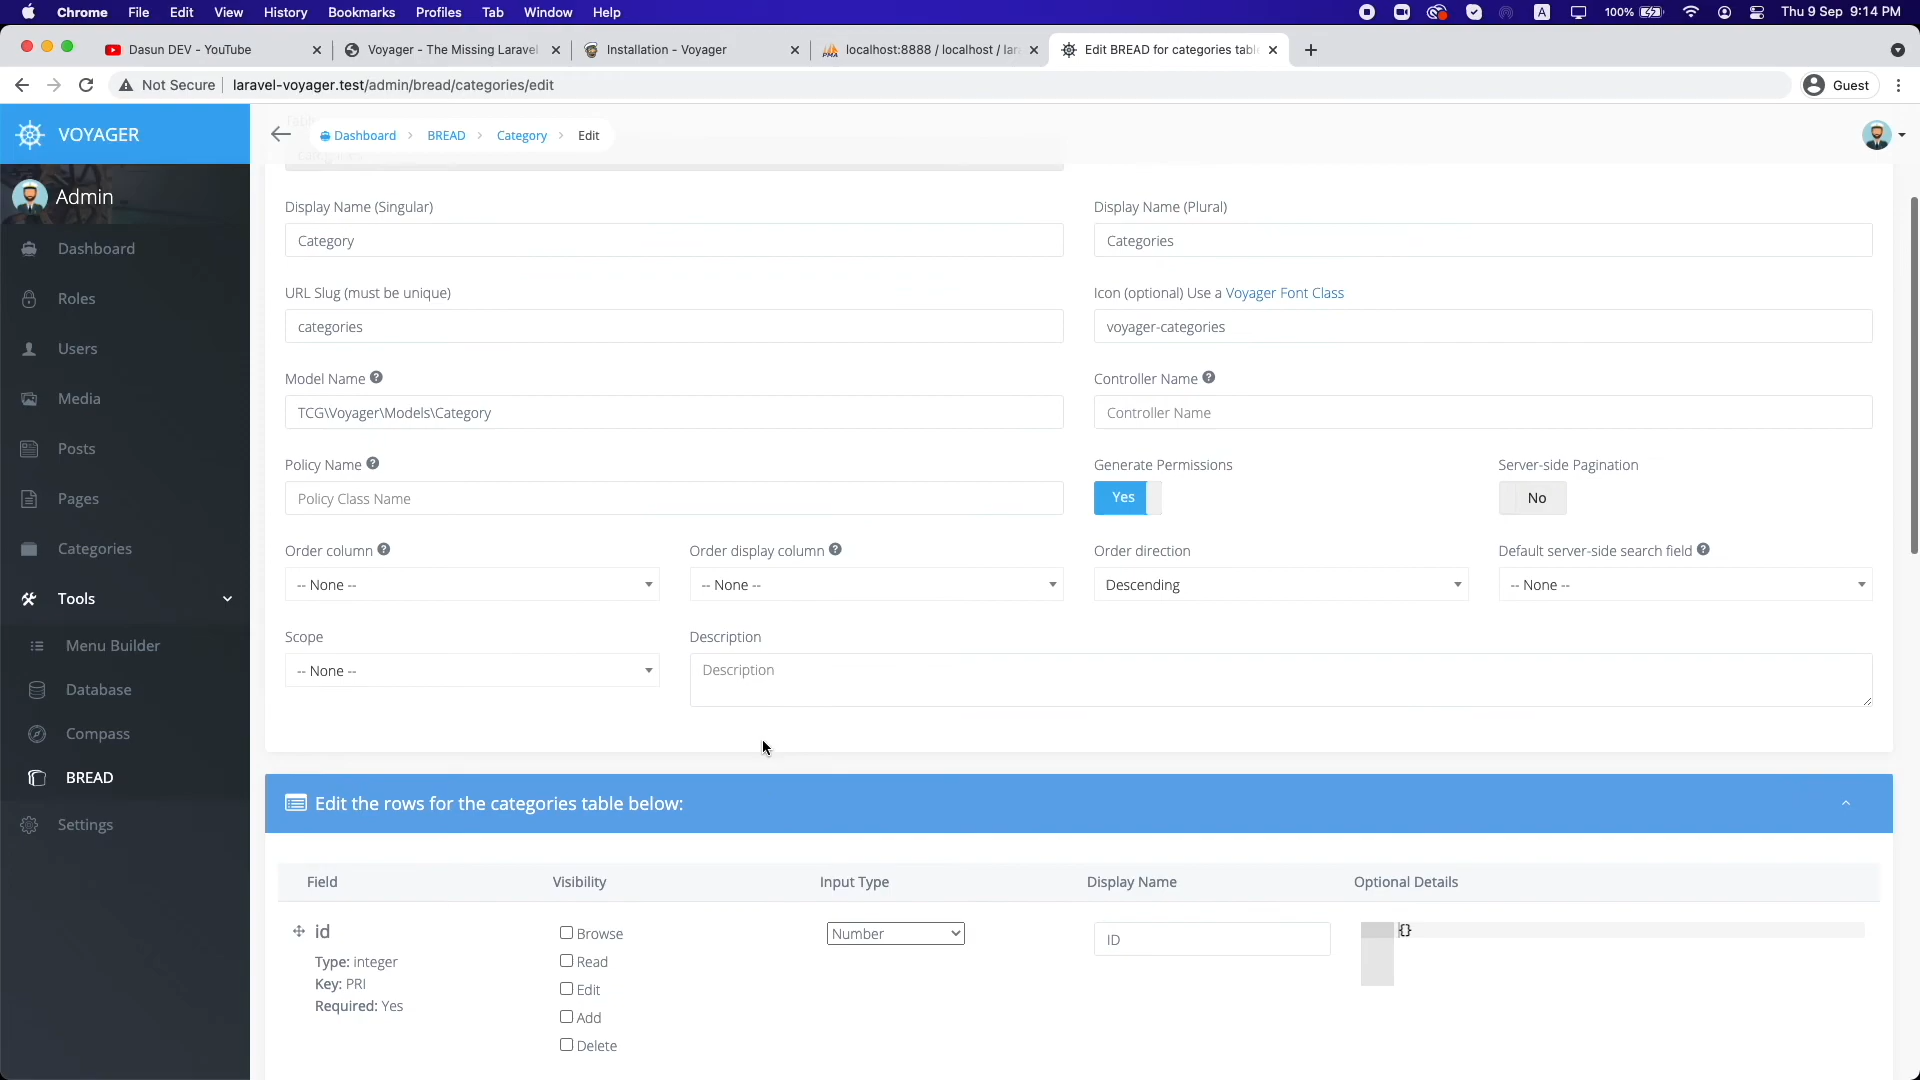 Chrome File Edit View History Bookmarks Profiles Tab Window Help A 100% Thu 9 Sep 9:14 PM
Dasun DEV - YouTube Voyager - The Missing Laravel Installation - Voyager localhost:8888 / localhost / lar Edit BREAD for categories tabl
Not Secure laravel-voyager.test/admin/bread/categories/edit Guest
VOYAGER
Dashboard > BREAD > Category > Edit
Admin
Dashboard
Roles
Users
Media
Posts
Pages
Categories
Tools
Menu Builder
Database
Compass
BREAD
Settings
Display Name (Singular) Display Name (Plural)
Category Categories
URL Slug (must be unique) Icon (optional) Use a Voyager Font Class
categories voyager-categories
Model Name Controller Name
TCG\Voyager\Models\Category Controller Name
Policy Name Generate Permissions Server-side Pagination
Policy Class Name Yes No
Order column Order display column Order direction Default server-side search field
-- None -- -- None -- Descending -- None --
Scope Description
-- None -- Description
Edit the rows for the categories table below:
Field Visibility Input Type Display Name Optional Details
id Browse Number ID {}
Type: integer Read
Key: PRI Edit
Required: Yes Add
Delete